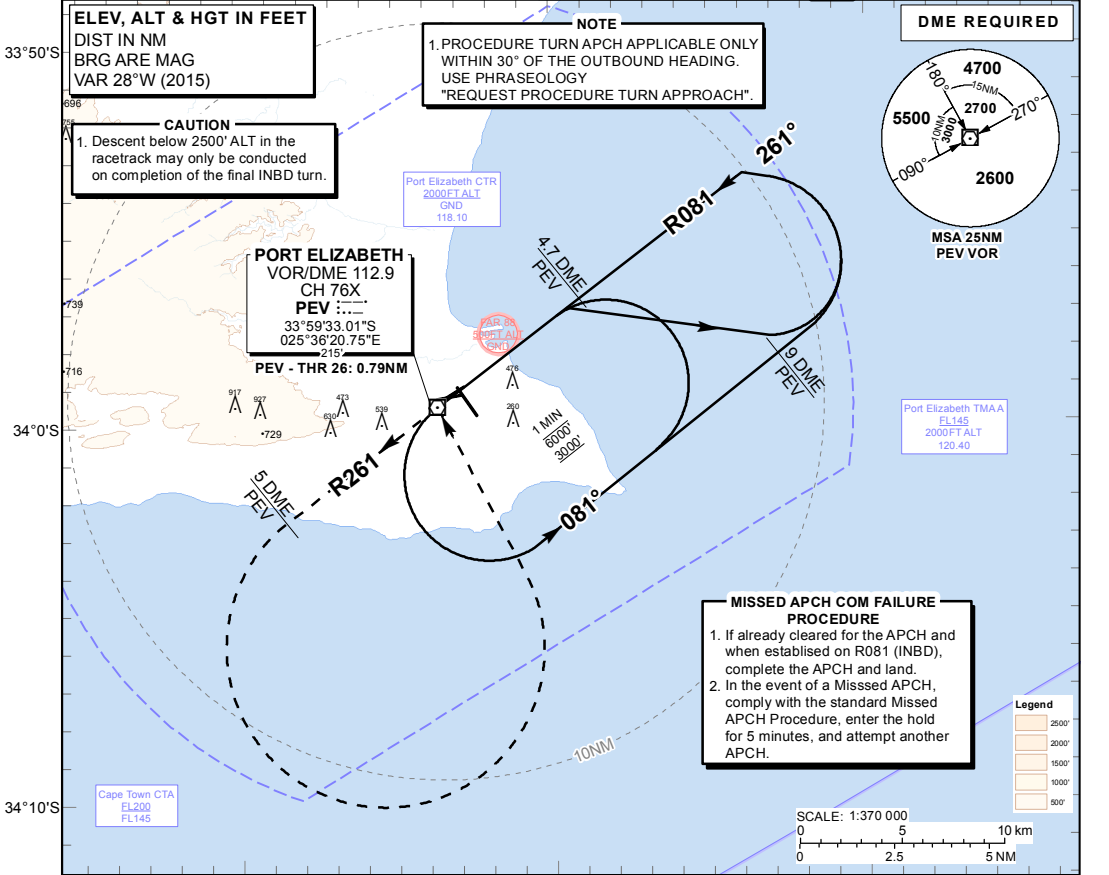 ELEV, ALT & HGT IN FEET
DIST IN NM
BRG ARE MAG
VAR 28°W (2015)
NOTE
1. PROCEDURE TURN APCH APPLICABLE ONLY
WITHIN 30° OF THE OUTBOUND HEADING.
USE PHRASEOLOGY
"REQUEST PROCEDURE TURN APPROACH".
DME REQUIRED
180°
4700
15NM
270°
2700
5500
10NM
3000
090°
2600
MSA 25NM
PEV VOR
33°50'S
696
755
CAUTION
1. Descent below 2500' ALT in the
racetrack may only be conducted
on completion of the final INBD turn.
Port Elizabeth CTR
2000FT ALT
GND
118.10
261°
R081
4.7 DME
PEV
PORT ELIZABETH
VOR/DME 112.9
CH 76X
PEV
33°59'33.01"S
025°36'20.75"E
215'
PEV - THR 26: 0.79NM
FAR 88
GND
739
716
9 DME
PEV
917
927
473
630
539
476
260
729
1 MIN
6000'
3000'
34°0'S
Port Elizabeth TMA A
FL145
2000FT ALT
120.40
R261
5 DME
PEV
081°
MISSED APCH COM FAILURE
PROCEDURE
1. If already cleared for the APCH and
when establised on R081 (INBD),
complete the APCH and land.
2. In the event of a Misssed APCH,
comply with the standard Missed
APCH Procedure, enter the hold
for 5 minutes, and attempt another
APCH.
10NM
Legend
2500'
2000'
1500'
1000'
500'
34°10'S
Cape Town CTA
FL200
FL145
SCALE: 1:370 000
0 5 10 km
0 2.5 5 NM